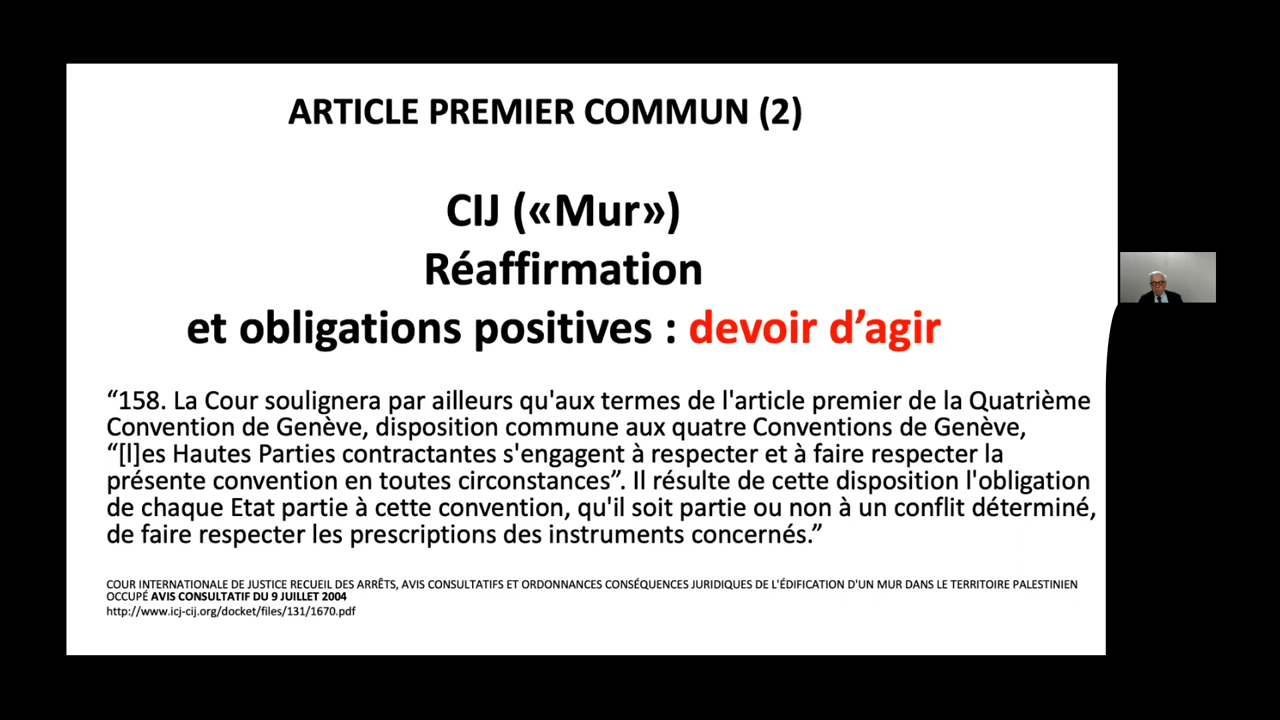 ARTICLE PREMIER COMMUN (2)
CIJ («Mur»)
Réaffirmation
et obligations positives : devoir d’agir
“158. La Cour soulignera par ailleurs qu'aux termes de l'article premier de la Quatrième
Convention de Genève, disposition commune aux quatre Conventions de Genève,
“[l]es Hautes Parties contractantes s'engagent à respecter et à faire respecter la
présente convention en toutes circonstances”. Il résulte de cette disposition l'obligation
de chaque Etat partie à cette convention, qu'il soit partie ou non à un conflit déterminé,
de faire respecter les prescriptions des instruments concernés.”
COUR INTERNATIONALE DE JUSTICE RECUEIL DES ARRÊTS, AVIS CONSULTATIFS ET ORDONNANCES CONSÉQUENCES JURIDIQUES DE L'ÉDIFICATION D'UN MUR DANS LE TERRITOIRE PALESTINIEN
OCCUPÉ AVIS CONSULTATIF DU 9 JUILLET 2004
http://www.icj-cij.org/docket/files/131/1670.pdf